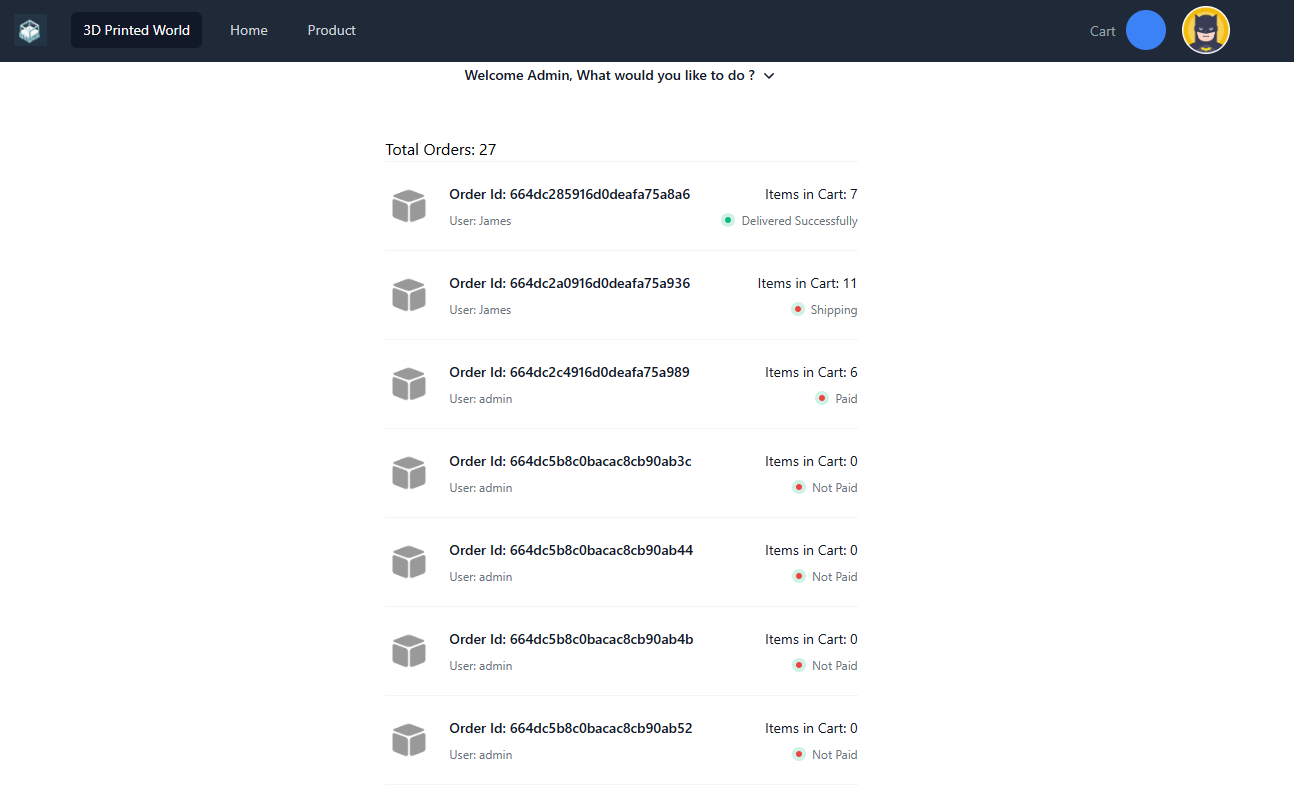 3D Printed World Home Product Cart
Welcome Admin, What would you like to do ?
Total Orders: 27
Order Id: 664dc285916d0deafa75a8a6 Items in Cart: 7
User: James Delivered Successfully
Order Id: 664dc2a0916d0deafa75a936 Items in Cart: 11
User: James Shipping
Order Id: 664dc2c4916d0deafa75a989 Items in Cart: 6
User: admin Paid
Order Id: 664dc5b8c0bacac8cb90ab3c Items in Cart: 0
User: admin Not Paid
Order Id: 664dc5b8c0bacac8cb90ab44 Items in Cart: 0
User: admin Not Paid
Order Id: 664dc5b8c0bacac8cb90ab4b Items in Cart: 0
User: admin Not Paid
Order Id: 664dc5b8c0bacac8cb90ab52 Items in Cart: 0
User: admin Not Paid